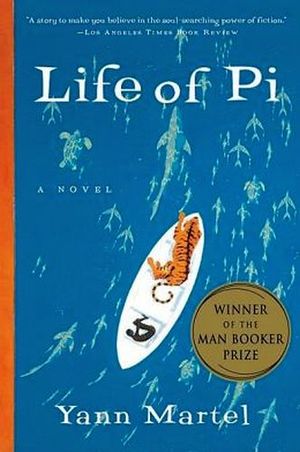 "A story to make you believe in the soul-searching power of fiction."
—Los Angeles Times Book Review
Life of Pi
A NOVEL
WINNER
OF THE
MAN BOOKER
PRIZE
Yann Martel